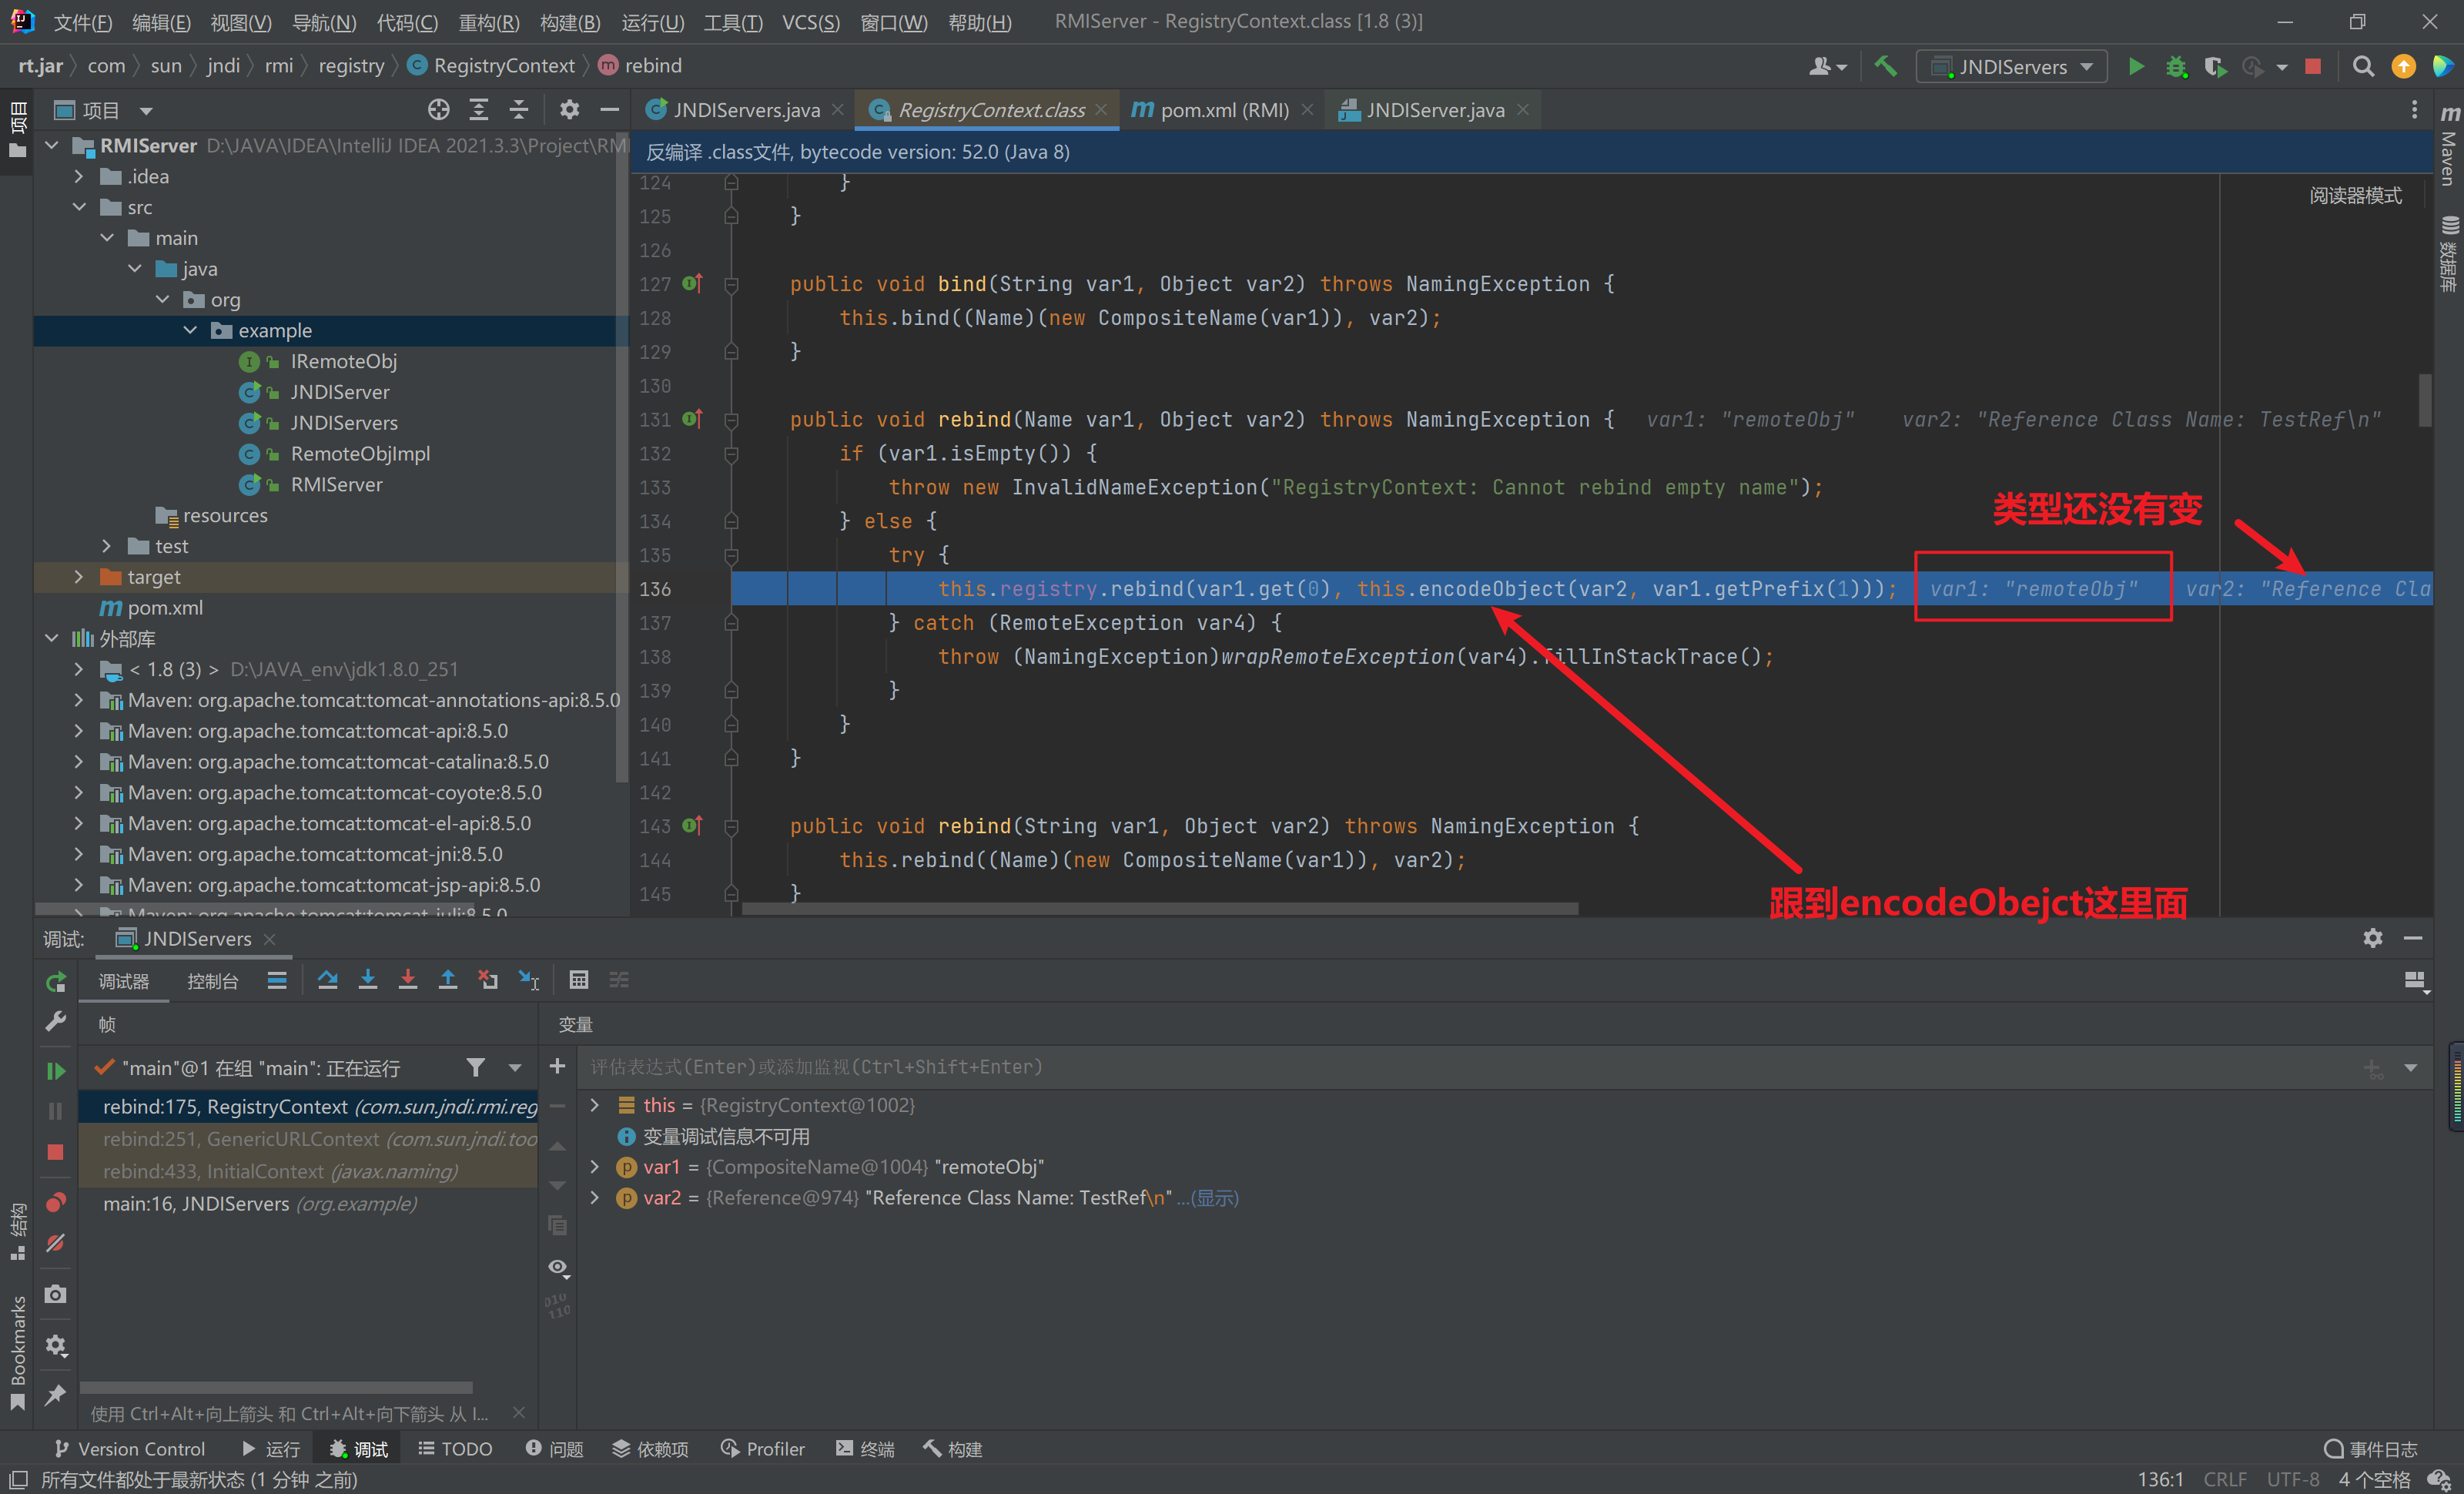 文件(F) 编辑(E) 视图(V) 导航(N) 代码(C) 重构(R) 构建(B) 运行(U) 工具(T) VCS(S) 窗口(W) 帮助(H) RMIServer - RegistryContext.class [1.8 (3)]
rt.jar com sun jndi rmi registry RegistryContext rebind JNDIServers
项目 JNDIServers.java RegistryContext.class pom.xml (RMI) JNDIServer.java
反编译 .class文件, bytecode version: 52.0 (Java 8)
阅读器模式
项目
Maven
数据库
结构
Bookmarks
RMIServer D:\JAVA\IDEA\IntelliJ IDEA 2021.3.3\Project\RM
.idea
src
main
java
org
example
IRemoteObj
JNDIServer
JNDIServers
RemoteObjImpl
RMIServer
resources
test
target
pom.xml
外部库
< 1.8 (3) > D:\JAVA_env\jdk1.8.0_251
Maven: org.apache.tomcat:tomcat-annotations-api:8.5.0
Maven: org.apache.tomcat:tomcat-api:8.5.0
Maven: org.apache.tomcat:tomcat-catalina:8.5.0
Maven: org.apache.tomcat:tomcat-coyote:8.5.0
Maven: org.apache.tomcat:tomcat-el-api:8.5.0
Maven: org.apache.tomcat:tomcat-jni:8.5.0
Maven: org.apache.tomcat:tomcat-jsp-api:8.5.0
Maven: org.apache.tomcat:tomcat-juli:8.5.0
124 }
125 }
126
127 public void bind(String var1, Object var2) throws NamingException {
128 this.bind((Name)(new CompositeName(var1)), var2);
129 }
130
131 public void rebind(Name var1, Object var2) throws NamingException { var1: "remoteObj" var2: "Reference Class Name: TestRef\n"
132 if (var1.isEmpty()) {
133 throw new InvalidNameException("RegistryContext: Cannot rebind empty name");
134 } else {
135 try {
136 this.registry.rebind(var1.get(0), this.encodeObject(var2, var1.getPrefix(1))); var1: "remoteObj" var2: "Reference Cla
137 } catch (RemoteException var4) {
138 throw (NamingException)wrapRemoteException(var4).fillInStackTrace();
139 }
140 }
141 }
142
143 public void rebind(String var1, Object var2) throws NamingException {
144 this.rebind((Name)(new CompositeName(var1)), var2);
145 }
类型还没有变
跟到encodeObejct这里面
调试: JNDIServers
调试器 控制台
帧
变量
"main"@1 在组 "main": 正在运行
评估表达式(Enter)或添加监视(Ctrl+Shift+Enter)
rebind:175, RegistryContext (com.sun.jndi.rmi.reg
rebind:251, GenericURLContext (com.sun.jndi.too
rebind:433, InitialContext (javax.naming)
main:16, JNDIServers (org.example)
this = {RegistryContext@1002}
变量调试信息不可用
var1 = {CompositeName@1004} "remoteObj"
var2 = {Reference@974} "Reference Class Name: TestRef\n" ...(显示)
使用 Ctrl+Alt+向上箭头 和 Ctrl+Alt+向下箭头 从 I...
Version Control 运行 调试 TODO 问题 依赖项 Profiler 终端 构建 事件日志
所有文件都处于最新状态 (1 分钟 之前) 136:1 CRLF UTF-8 4 个空格